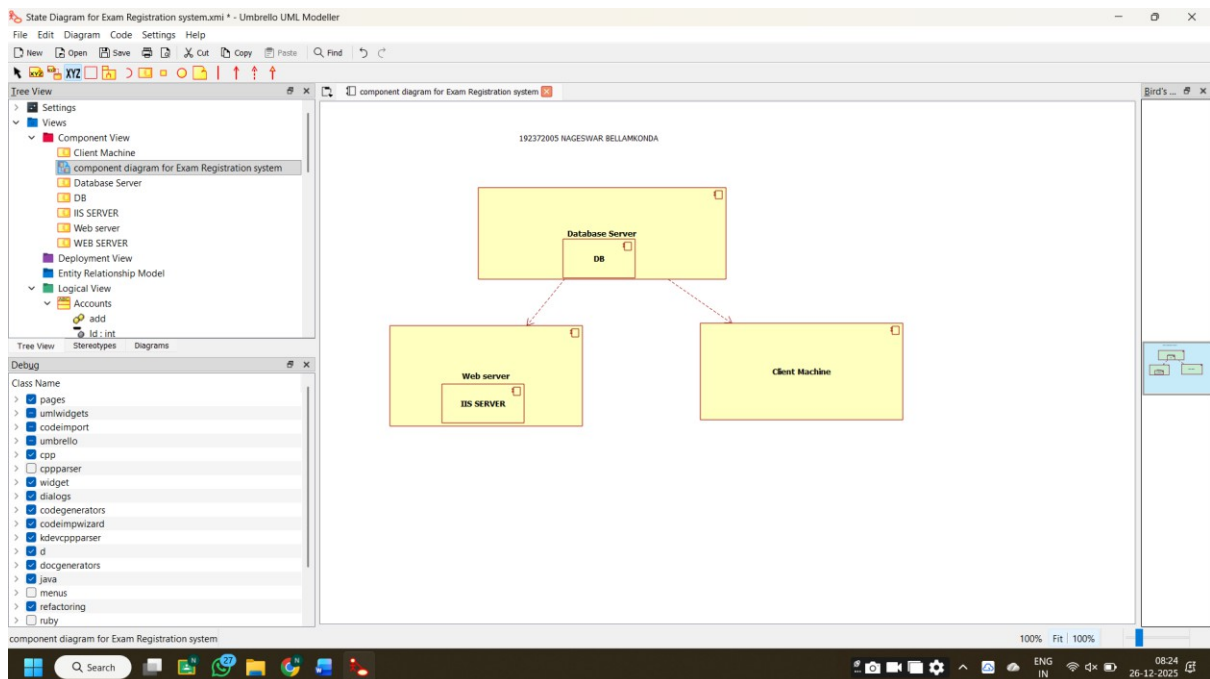 State Diagram for Exam Registration system.xmi * - Umbrello UML Modeller
File Edit Diagram Code Settings Help
New Open Save Cut Copy Paste Find
XYZ
Tree View
component diagram for Exam Registration system
Bird's ...
Settings
Views
Component View
Client Machine
component diagram for Exam Registration system
Database Server
DB
IIS SERVER
Web server
WEB SERVER
Deployment View
Entity Relationship Model
Logical View
Accounts
add
Id : int
Tree View Stereotypes Diagrams
192372005 NAGESWAR BELLAMKONDA
Database Server
DB
Web server
IIS SERVER
Client Machine
Debug
Class Name
pages
umlwidgets
codeimport
umbrello
cpp
cppparser
widget
dialogs
codegenerators
codeimpwizard
kdevcppparser
d
docgenerators
java
menus
refactoring
ruby
component diagram for Exam Registration system
100% Fit 100%
Search
27
ENG
IN
08:24
26-12-2025